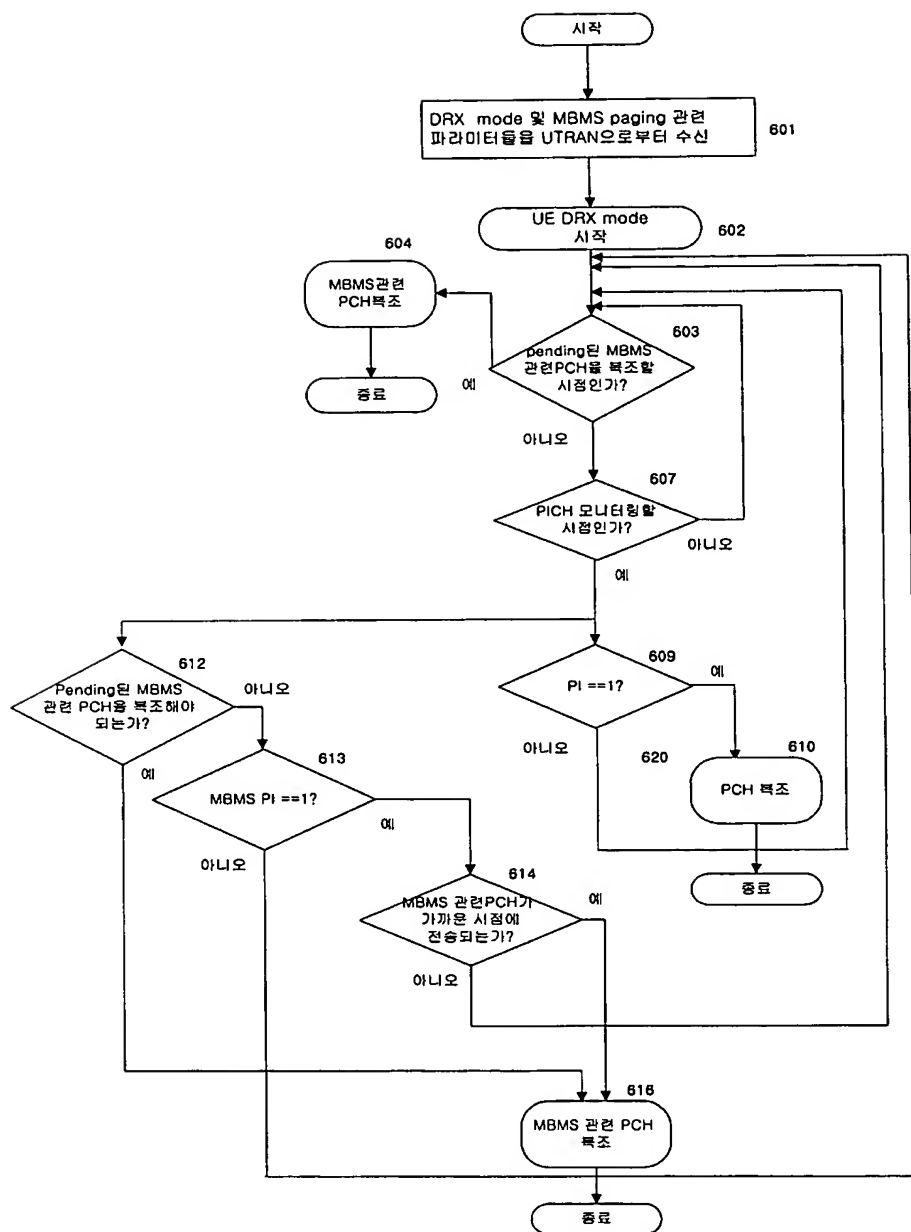 시작
DRX mode 및 MBMS paging 관련
파라미터들을 UTRAN으로부터 수신
601
UE DRX mode
시작
602
604
MBMS관련
PCH복조
종료
603
pending된 MBMS
관련PCH을 복조할
시점인가?
예
아니오
607
PICH 모니터링할
시점인가?
아니오
예
612
Pending된 MBMS
관련 PCH을 복조해야
되는가?
아니오
예
609
PI ==1?
예
아니오
620
610
PCH 복조
종료
613
MBMS PI ==1?
예
아니오
614
MBMS 관련PCH가
가까운 시점에
전송되는가?
예
아니오
616
MBMS 관련 PCH
복조
종료